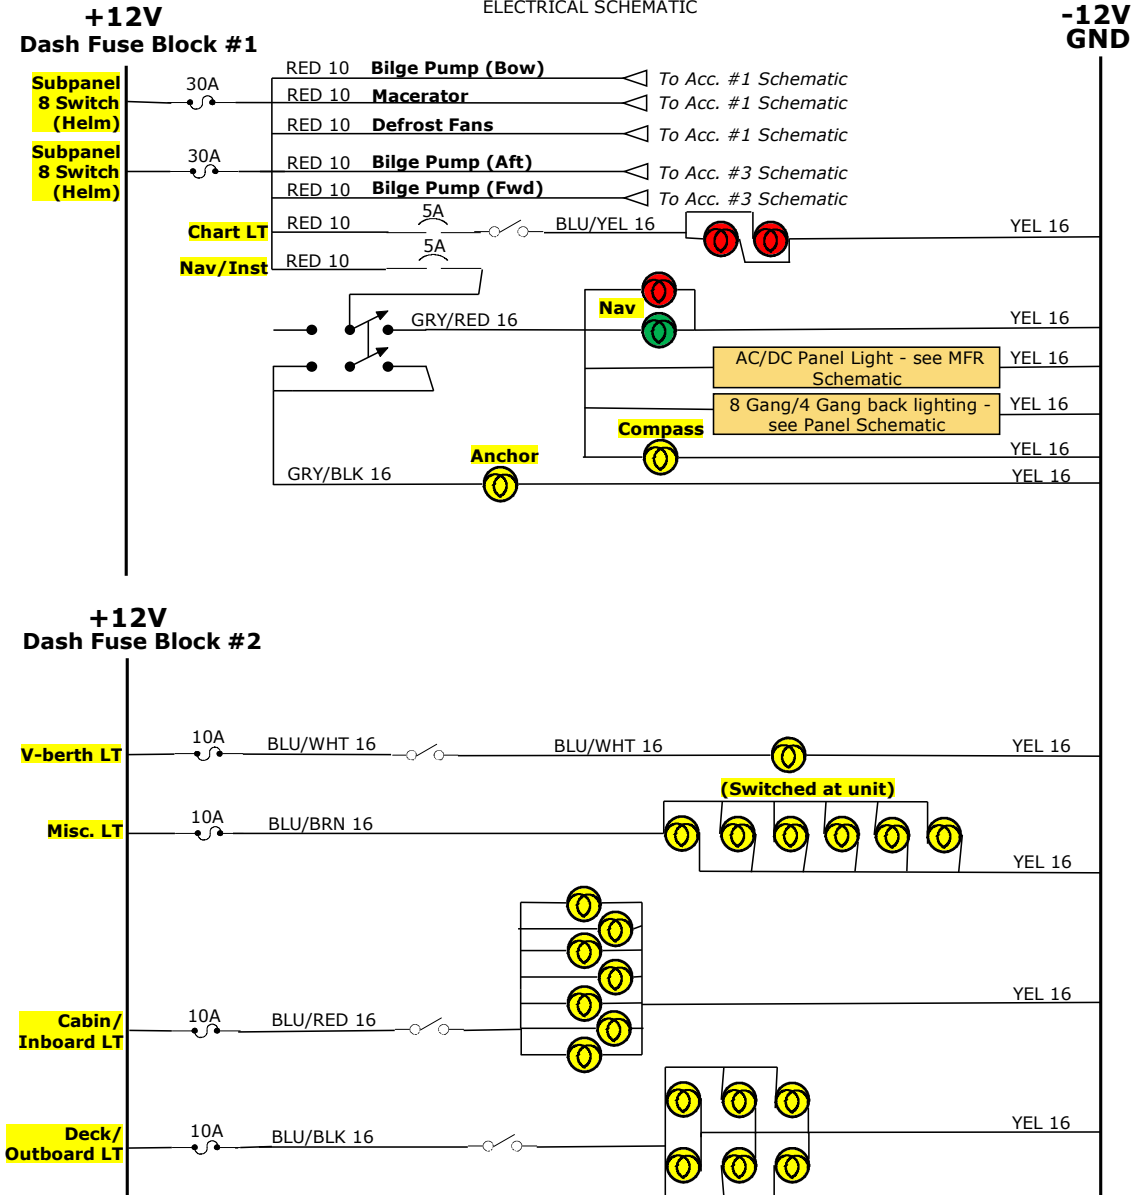 ELECTRICAL SCHEMATIC
+12V
Dash Fuse Block #1
-12V
GND
Subpanel
8 Switch
(Helm)
30A
RED 10 Bilge Pump (Bow) To Acc. #1 Schematic
RED 10 Macerator To Acc. #1 Schematic
RED 10 Defrost Fans To Acc. #1 Schematic
Subpanel
8 Switch
(Helm)
30A
RED 10 Bilge Pump (Aft) To Acc. #3 Schematic
RED 10 Bilge Pump (Fwd) To Acc. #3 Schematic
Chart LT RED 10 5A BLU/YEL 16 YEL 16
Nav/Inst RED 10 5A
Nav
GRY/RED 16 YEL 16
AC/DC Panel Light - see MFR
Schematic
YEL 16
8 Gang/4 Gang back lighting -
see Panel Schematic
YEL 16
Compass
YEL 16
Anchor
GRY/BLK 16 YEL 16
+12V
Dash Fuse Block #2
V-berth LT 10A BLU/WHT 16 BLU/WHT 16 YEL 16
(Switched at unit)
Misc. LT 10A BLU/BRN 16
YEL 16
YEL 16
Cabin/
Inboard LT
10A BLU/RED 16
YEL 16
Deck/
Outboard LT
10A BLU/BLK 16